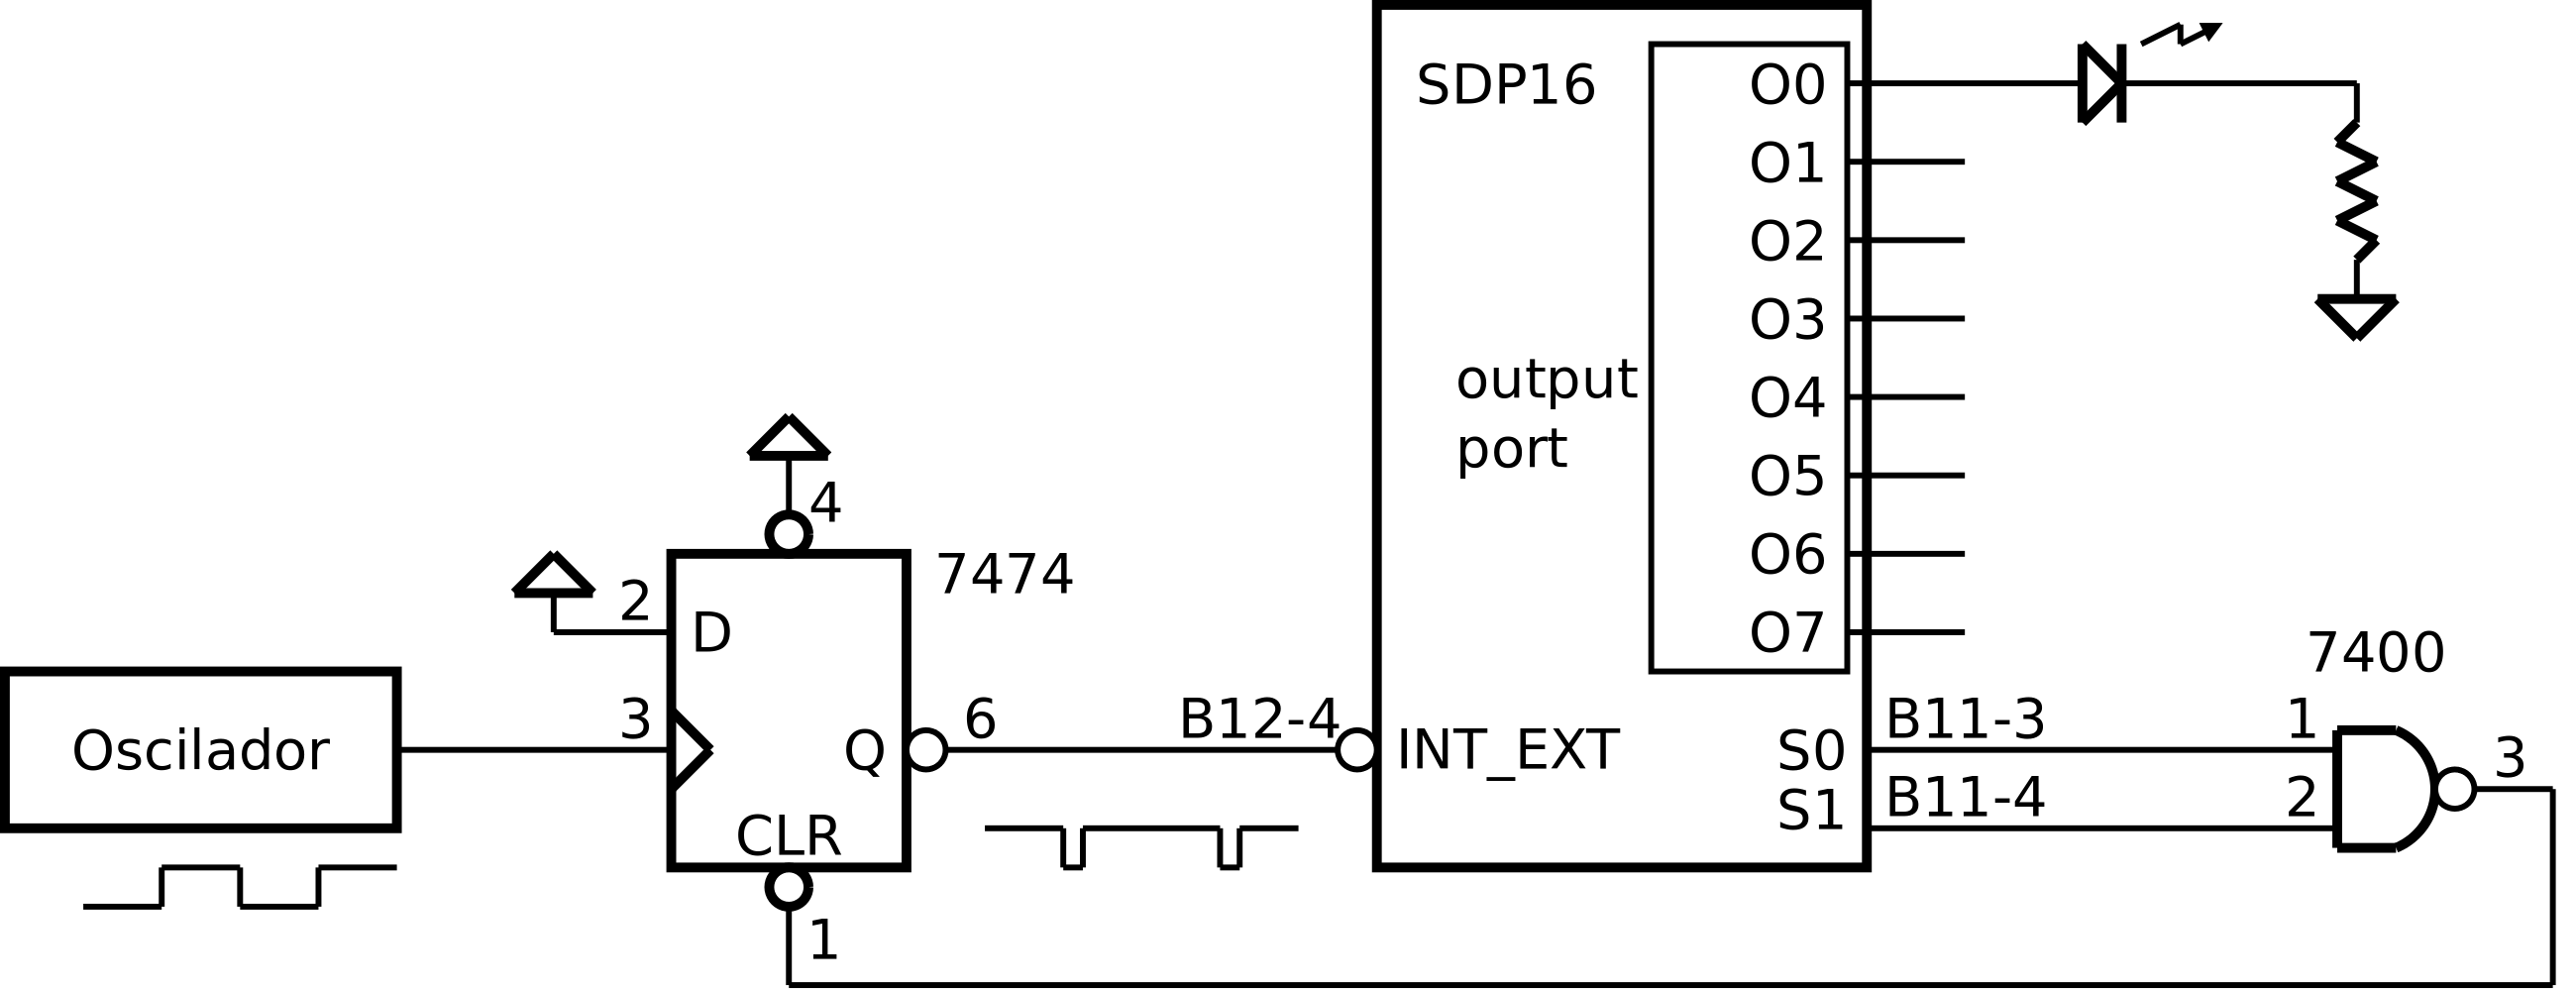 SDP16
O0
O1
O2
O3
output
O4
port
O5
O6
O7
4
7474
2
D
7400
3
6
B12-4
B11-3
1
Oscilador
Q
INT_EXT
S0
3
B11-4
2
S1
CLR
1